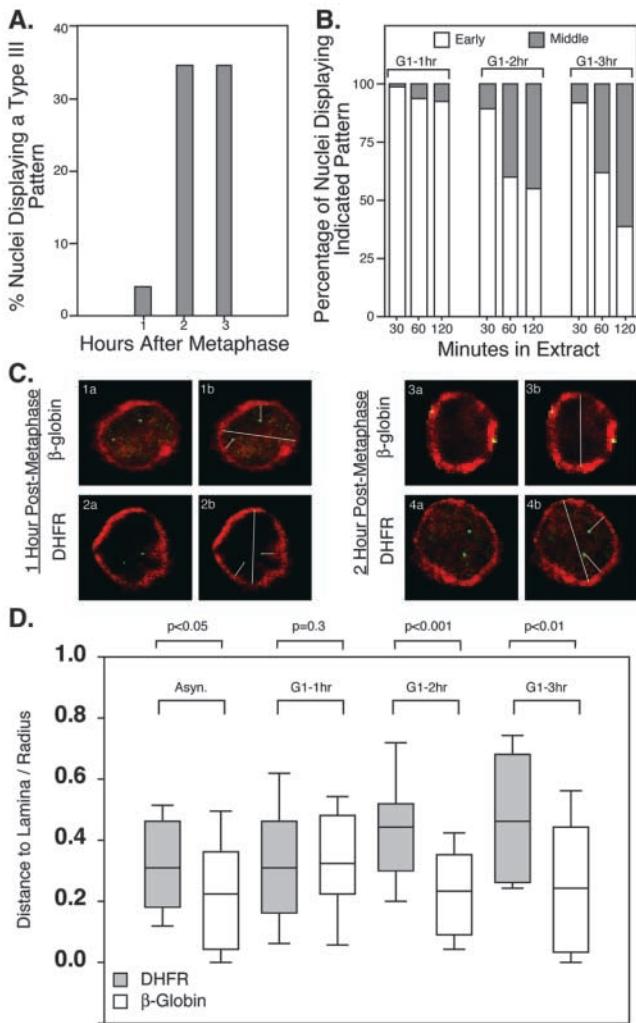 A.
% Nuclei Displaying a Type III
Pattern
40
30
20
10
0
1 2 3
Hours After Metaphase
B.
Early Middle
G1-1hr G1-2hr G1-3hr
Percentage of Nuclei Displaying
Indicated Pattern
100
75
50
25
0
30 60 120 30 60 120 30 60 120
Minutes in Extract
C.
1 Hour Post-Metaphase
β-globin
DHFR
1a 1b
2a 2b
2 Hour Post-Metaphase
β-globin
DHFR
3a 3b
4a 4b
D.
p<0.05 p=0.3 p<0.001 p<0.01
Asyn. G1-1hr G1-2hr G1-3hr
Distance to Lamina / Radius
1.0
0.8
0.6
0.4
0.2
0.0
DHFR
β-Globin